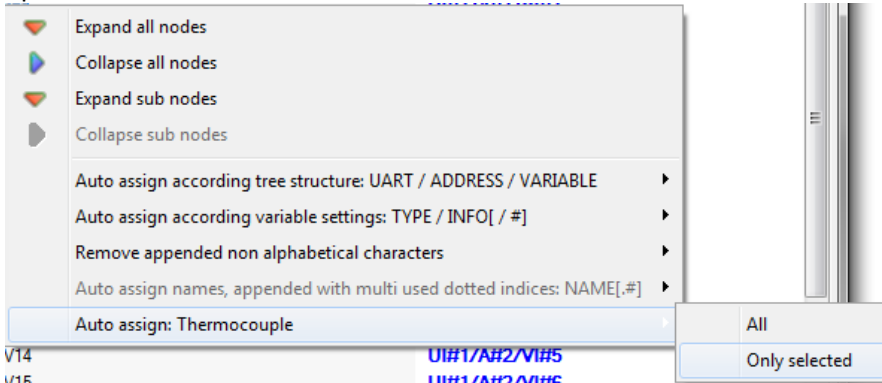 Expand all nodes
Collapse all nodes
Expand sub nodes
Collapse sub nodes
Auto assign according tree structure: UART / ADDRESS / VARIABLE
Auto assign according variable settings: TYPE / INFO[ / #]
Remove appended non alphabetical characters
Auto assign names, appended with multi used dotted indices: NAME[.#]
Auto assign: Thermocouple
All
Only selected
V14 UI#1/A#2/VI#5
V15 UI#1/A#2/VI#6